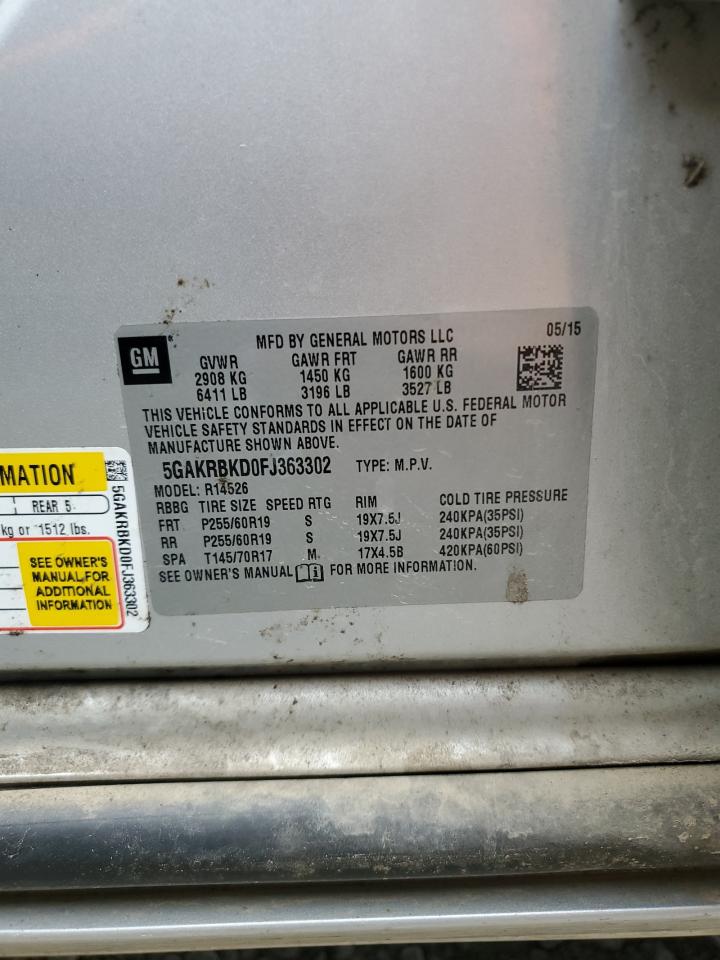 GM
MFD BY GENERAL MOTORS LLC
05/15
GVWR GAWR FRT GAWR RR
2908 KG 1450 KG 1600 KG
6411 LB 3196 LB 3527 LB
THIS VEHICLE CONFORMS TO ALL APPLICABLE U.S. FEDERAL MOTOR
VEHICLE SAFETY STANDARDS IN EFFECT ON THE DATE OF
MANUFACTURE SHOWN ABOVE.
5GAKRBKD0FJ363302 TYPE: M.P.V.
MODEL: R14526
RBBG TIRE SIZE SPEED RTG RIM COLD TIRE PRESSURE
FRT P255/60R19 S 19X7.5J 240KPA(35PSI)
RR P255/60R19 S 19X7.5J 240KPA(35PSI)
SPA T145/70R17 M 17X4.5B 420KPA(60PSI)
SEE OWNER'S MANUAL i FOR MORE INFORMATION.
MATION
REAR 5
kg or 1512 lbs.
SEE OWNER'S
MANUAL FOR
ADDITIONAL
INFORMATION
5GAKRBKD0FJ363302